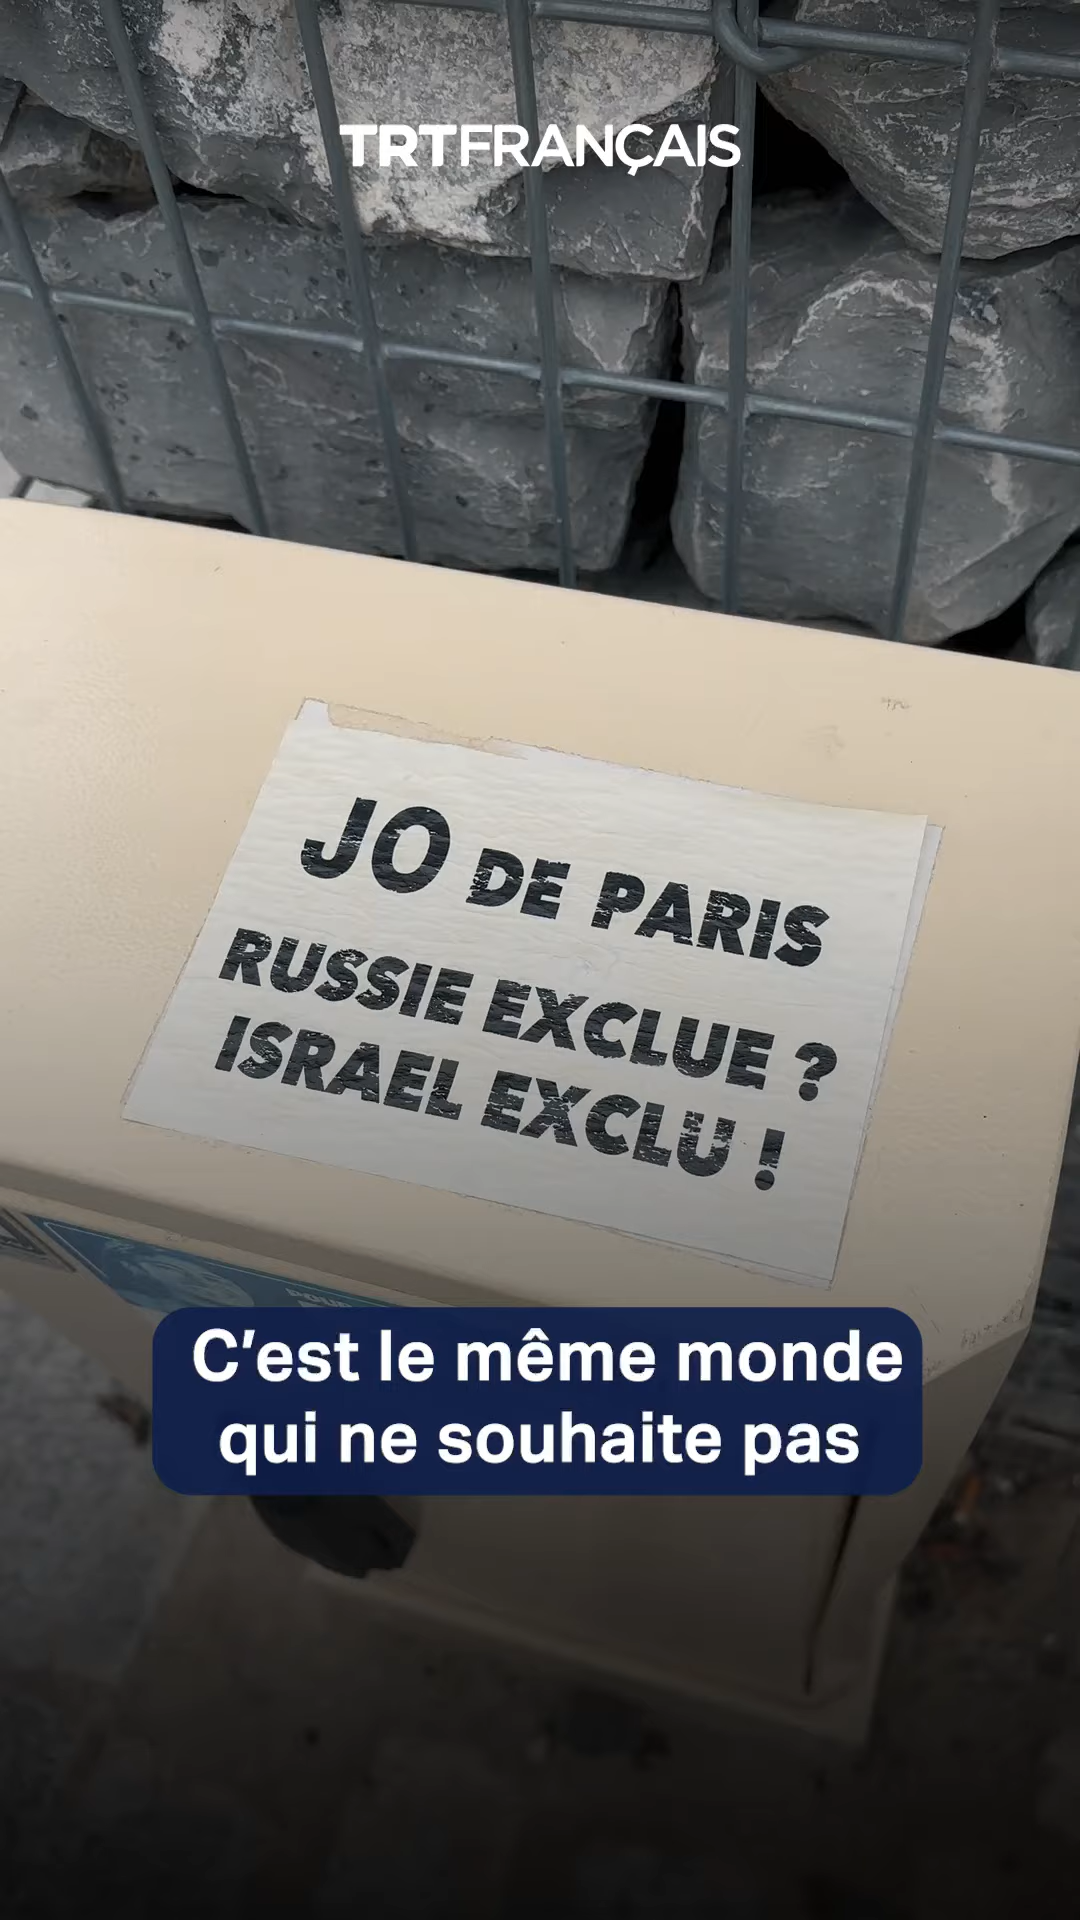 TRTFRANÇAIS
JO DE PARIS
RUSSIE EXCLUE ?
ISRAEL EXCLU !
C'est le même monde
qui ne souhaite pas